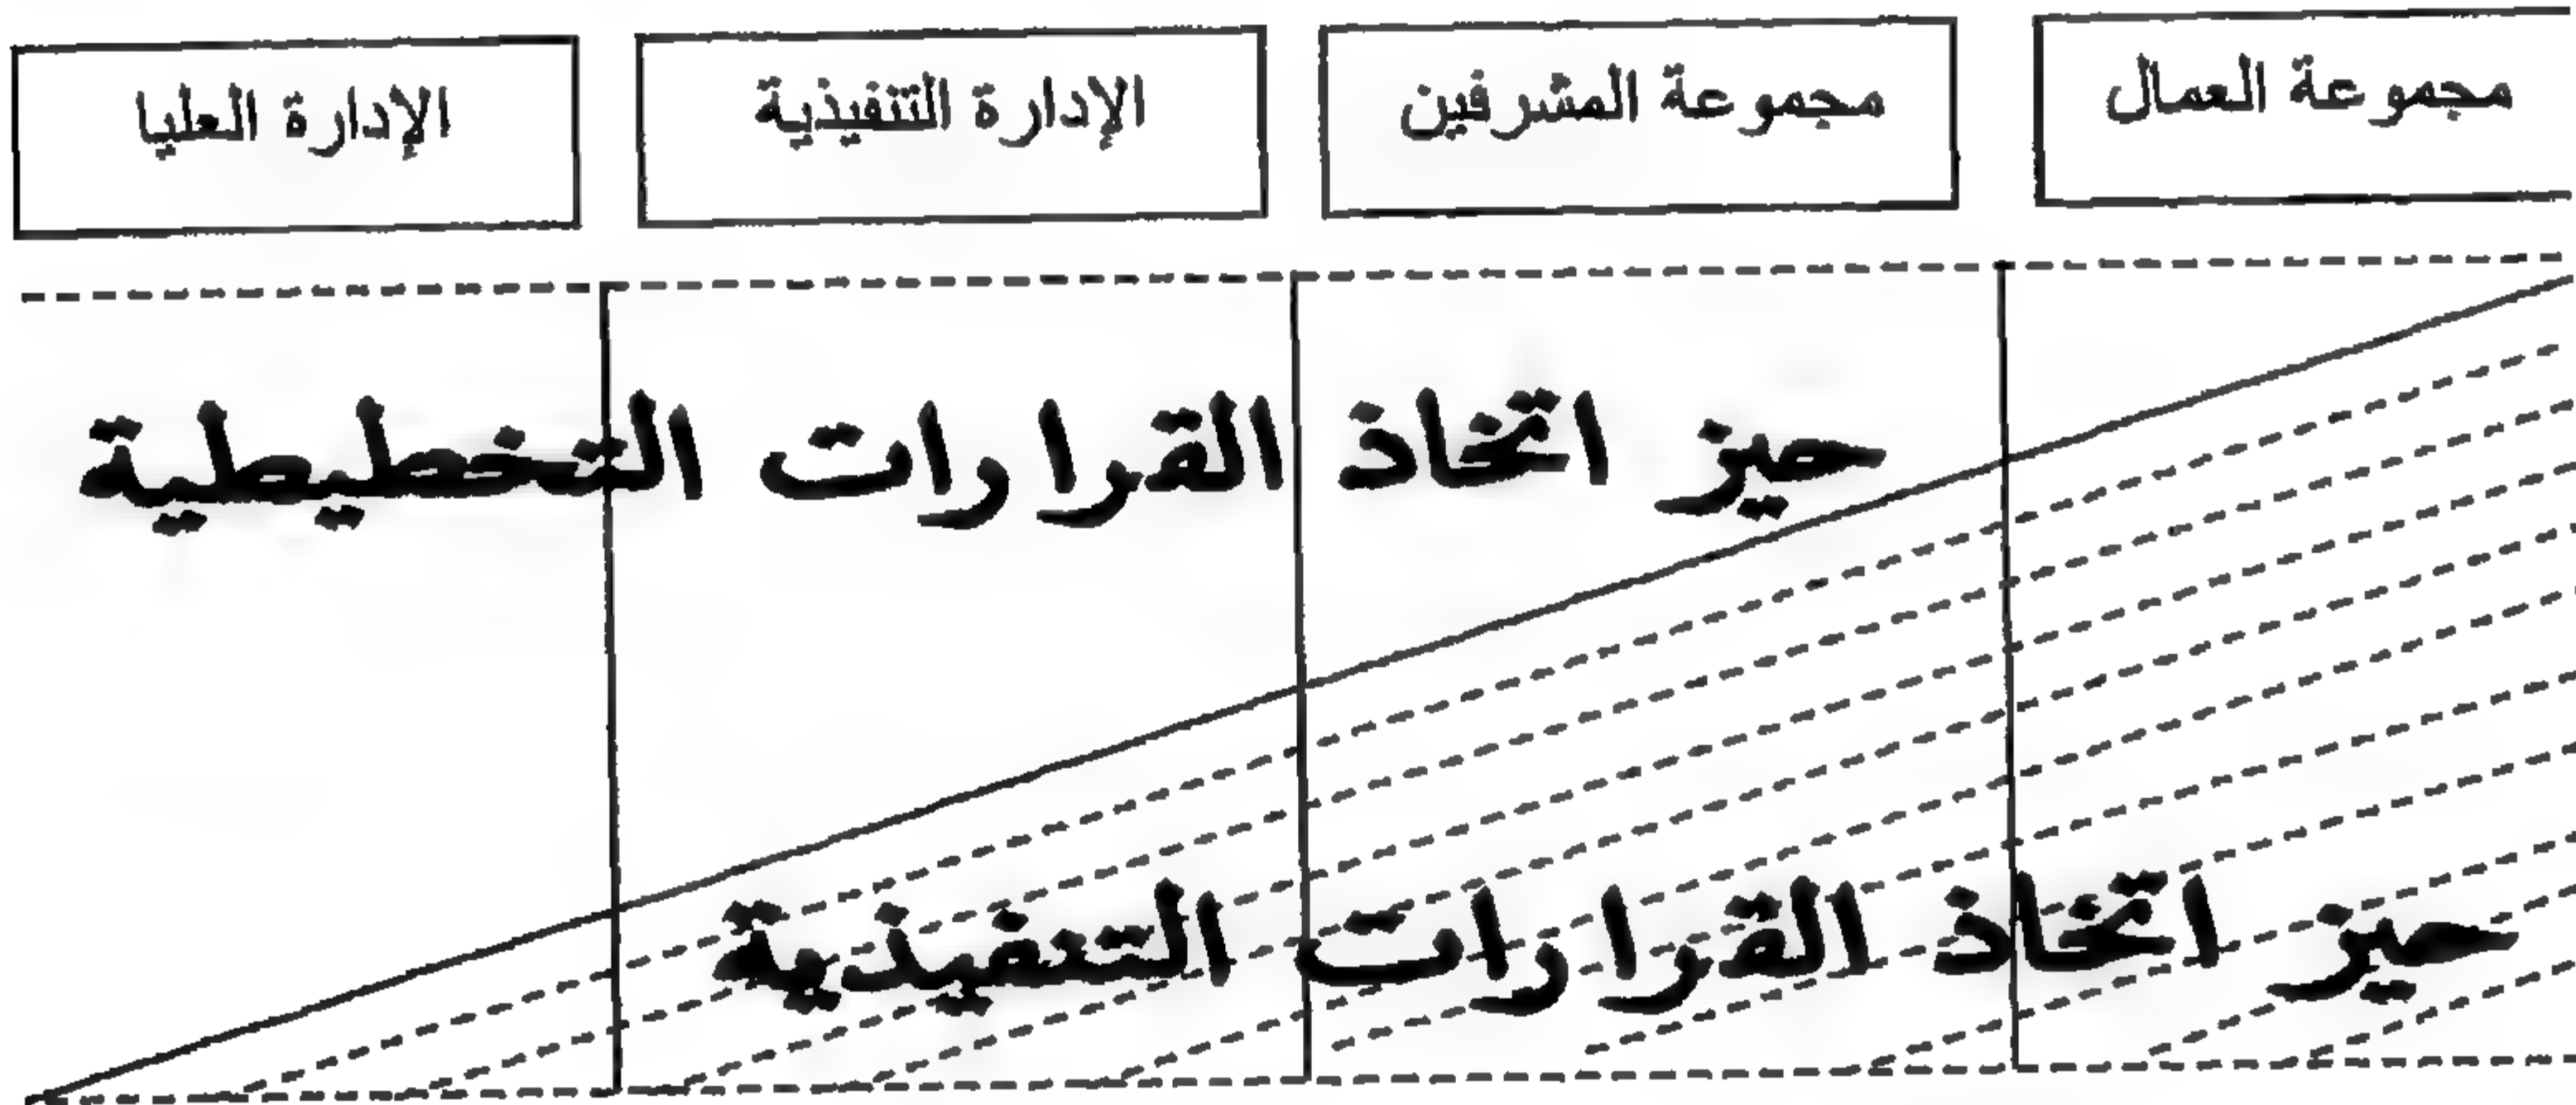 مجموعة العمال
مجموعة المشرفين
الإدارة التنفيذية
الإدارة العليا
حيز اتخاذ القرارات التخطيطية
حيز اتخاذ القرارات التنفيذية